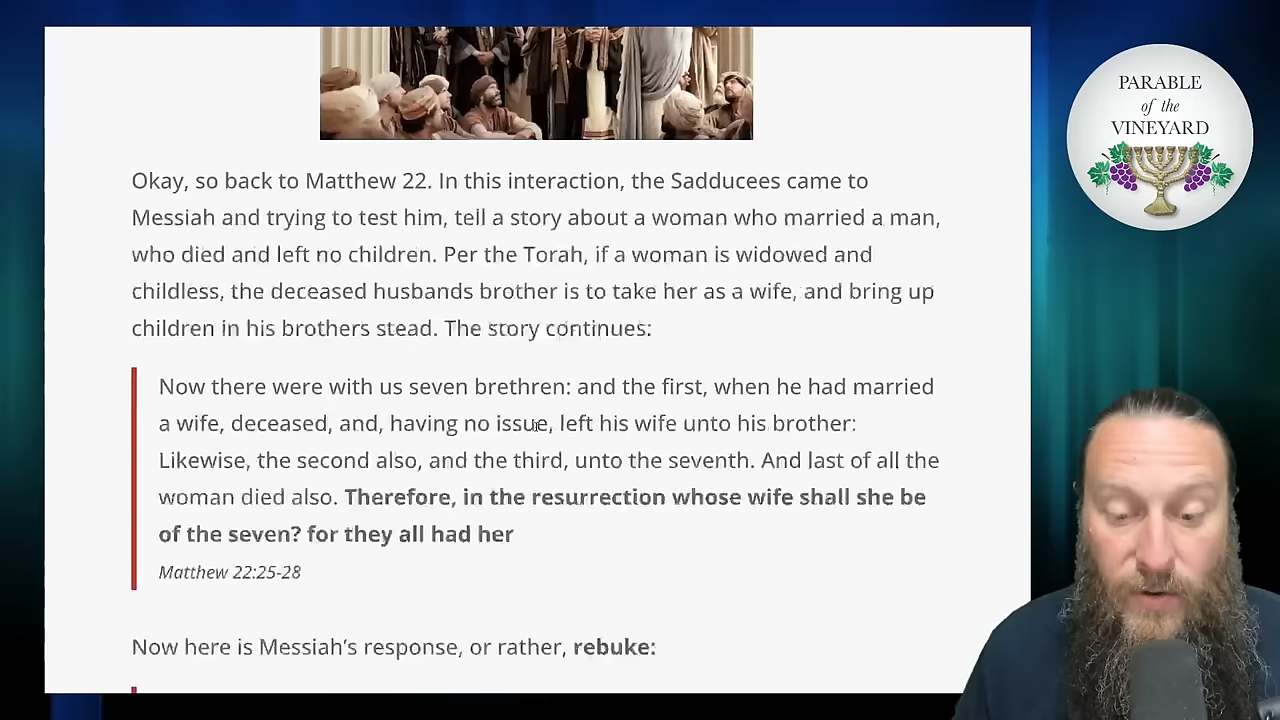 PARABLE
of the
VINEYARD
Okay, so back to Matthew 22. In this interaction, the Sadducees came to
Messiah and trying to test him, tell a story about a woman who married a man,
who died and left no children. Per the Torah, if a woman is widowed and
childless, the deceased husbands brother is to take her as a wife, and bring up
children in his brothers stead. The story continues:
Now there were with us seven brethren: and the first, when he had married
a wife, deceased, and, having no issue, left his wife unto his brother:
Likewise, the second also, and the third, unto the seventh. And last of all the
woman died also. Therefore, in the resurrection whose wife shall she be
of the seven? for they all had her
Matthew 22:25-28
Now here is Messiah's response, or rather, rebuke: